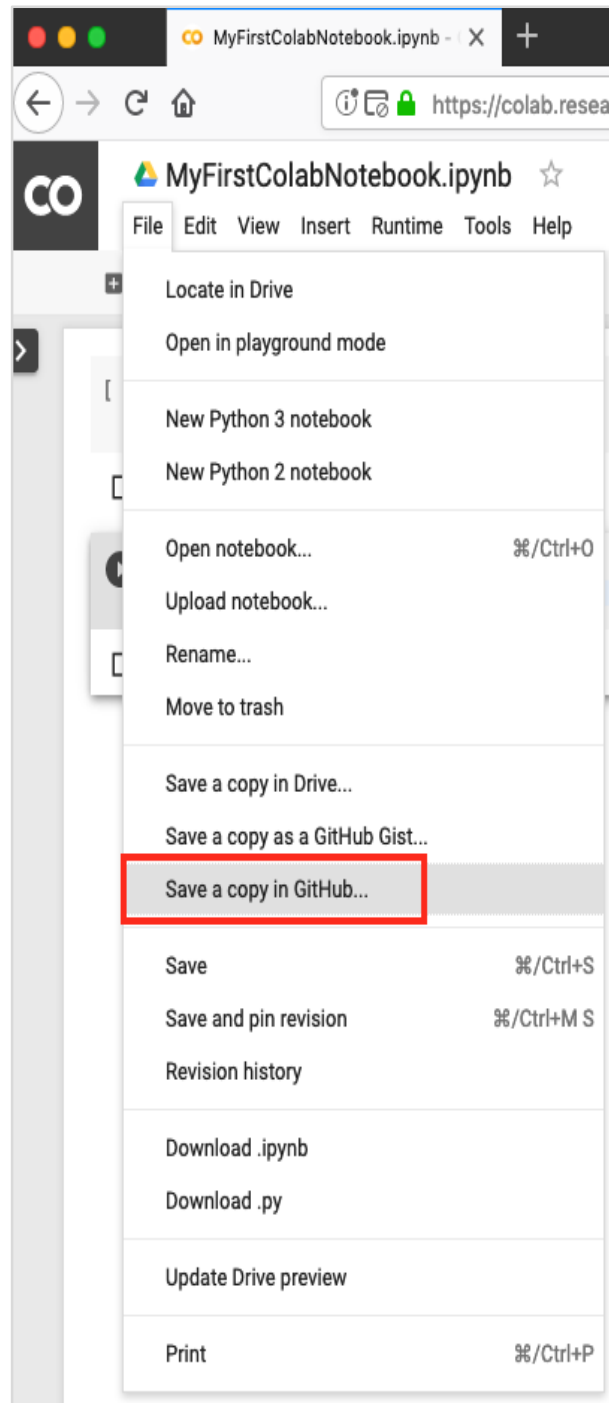 MyFirstColabNotebook.ipynb -
https://colab.resea
CO MyFirstColabNotebook.ipynb
File Edit View Insert Runtime Tools Help
Locate in Drive
Open in playground mode
New Python 3 notebook
New Python 2 notebook
Open notebook... ⌘/Ctrl+O
Upload notebook...
Rename...
Move to trash
Save a copy in Drive...
Save a copy as a GitHub Gist...
Save a copy in GitHub...
Save ⌘/Ctrl+S
Save and pin revision ⌘/Ctrl+M S
Revision history
Download .ipynb
Download .py
Update Drive preview
Print ⌘/Ctrl+P